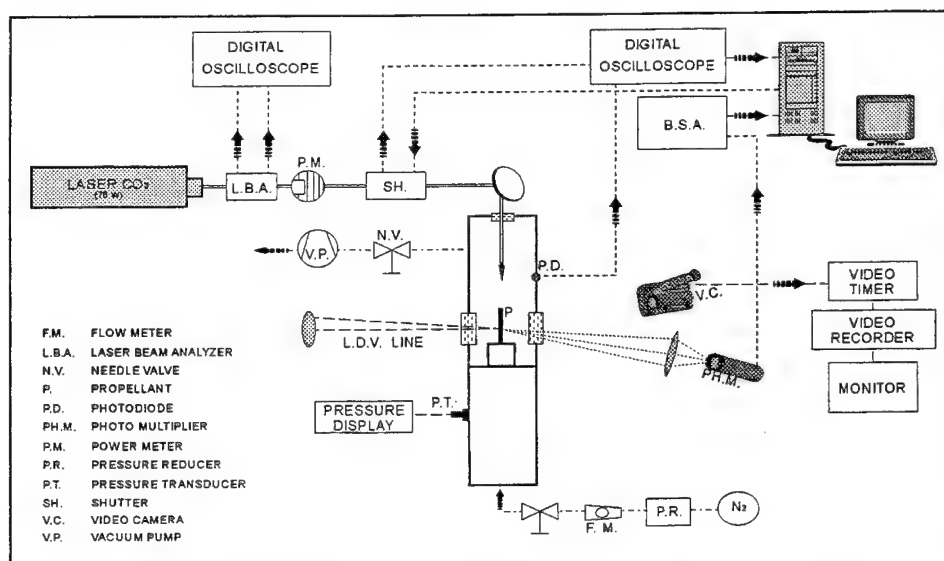 DIGITAL
OSCILLOSCOPE
DIGITAL
OSCILLOSCOPE
B.S.A.
P.M.
LASER CO₂
(70 W)
L.B.A.
SH.
N.V.
V.P.
P.D.
V.C.
VIDEO
TIMER
VIDEO
RECORDER
MONITOR
P
L.D.V. LINE
PH.M.
PRESSURE
DISPLAY
P.T.
F. M.
P.R.
N₂
F.M. FLOW METER
L.B.A. LASER BEAM ANALYZER
N.V. NEEDLE VALVE
P. PROPELLANT
P.D. PHOTODIODE
PH.M. PHOTO MULTIPLIER
P.M. POWER METER
P.R. PRESSURE REDUCER
P.T. PRESSURE TRANSDUCER
SH. SHUTTER
V.C. VIDEO CAMERA
V.P. VACUUM PUMP